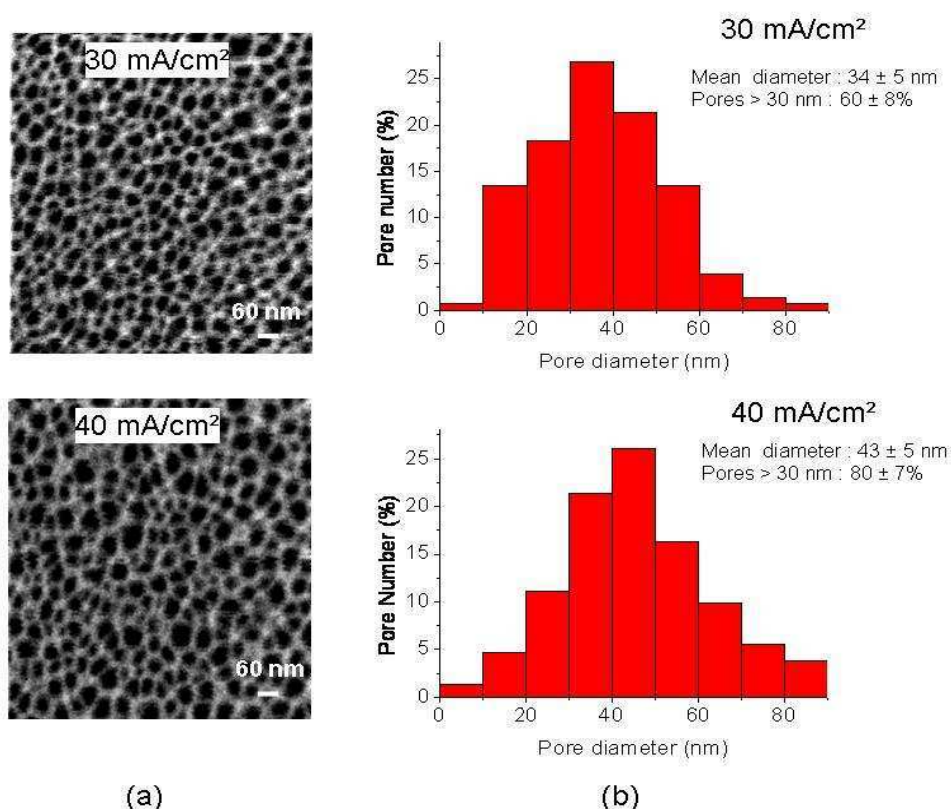 30 mA/cm²
60 nm
30 mA/cm²
Mean diameter : 34 ± 5 nm
Pores > 30 nm : 60 ± 8%
Pore number (%)
25
20
15
10
5
0
0 20 40 60 80
Pore diameter (nm)
40 mA/cm²
60 nm
40 mA/cm²
Mean diameter : 43 ± 5 nm
Pores > 30 nm : 80 ± 7%
Pore Number (%)
25
20
15
10
5
0
0 20 40 60 80
Pore diameter (nm)
(a) (b)